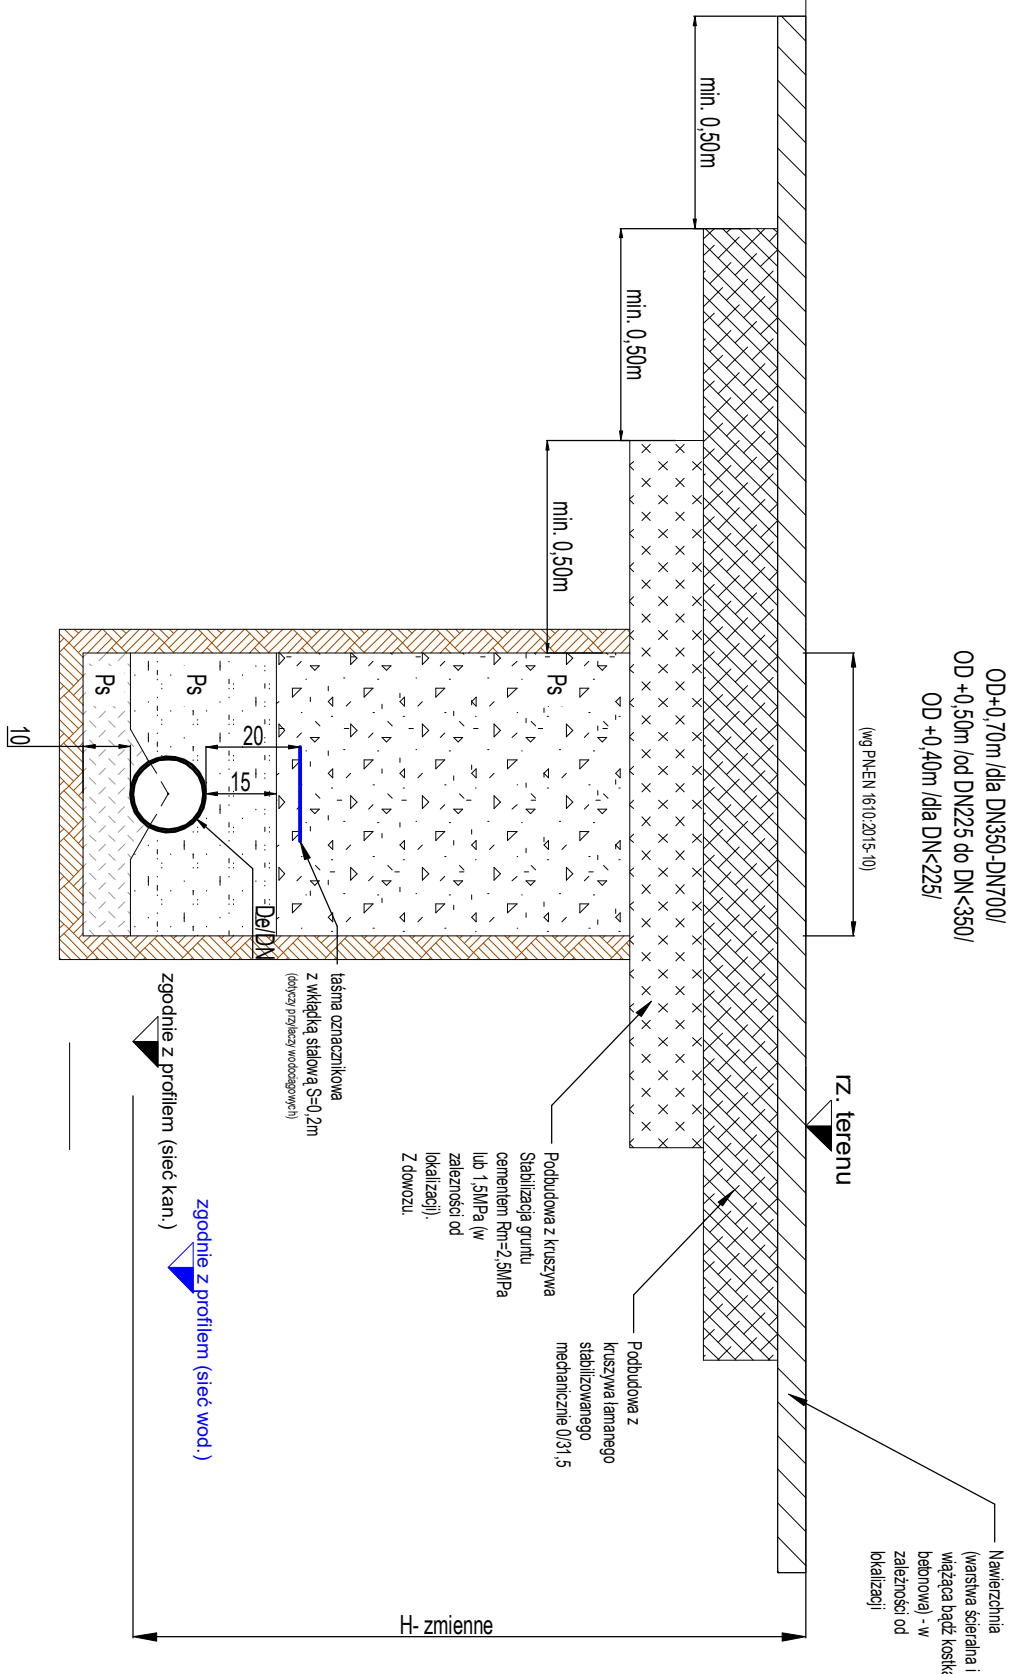 OD+0,70m /dla DN350-DN700/
OD +0,50m /od DN225 do DN<350/
OD +0,40m /dla DN<225/
(wg PN-EN 1610:2015-10)
min. 0,50m
min. 0,50m
min. 0,50m
rz. terenu
Nawierzchnia
(warstwa ścieralna i
wiążąca bądź kostka
betonowa) - w
zależności od
lokalizacji
Podbudowa z
kruszywa łamanego
stabilizowanego
mechanicznie 0/31,5
Podbudowa z kruszywa
Stabilizacja gruntu
cementem Rm=2,5MPa
lub 1,5MPa (w
zalezności od
lokalizacji).
Z dowozu.
Ps
Ps
Ps
20
15
10
De/DN
taśma oznacznikowa
z wkładką stalową S=0,2m
(dotyczy przyłaczy wodociągowych)
zgodnie z profilem (sieć kan.)
zgodnie z profilem (sieć wod.)
H- zmienne